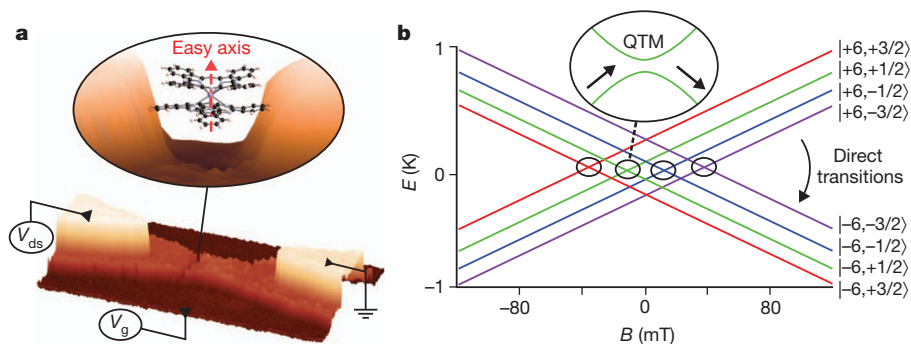 a
Easy axis
V_ds
V_g
b
E (K)
1
0
−1
QTM
−80
0
80
B (mT)
Direct
transitions
|+6,+3/2⟩
|+6,+1/2⟩
|+6,−1/2⟩
|+6,−3/2⟩
|−6,−3/2⟩
|−6,−1/2⟩
|−6,+1/2⟩
|−6,+3/2⟩